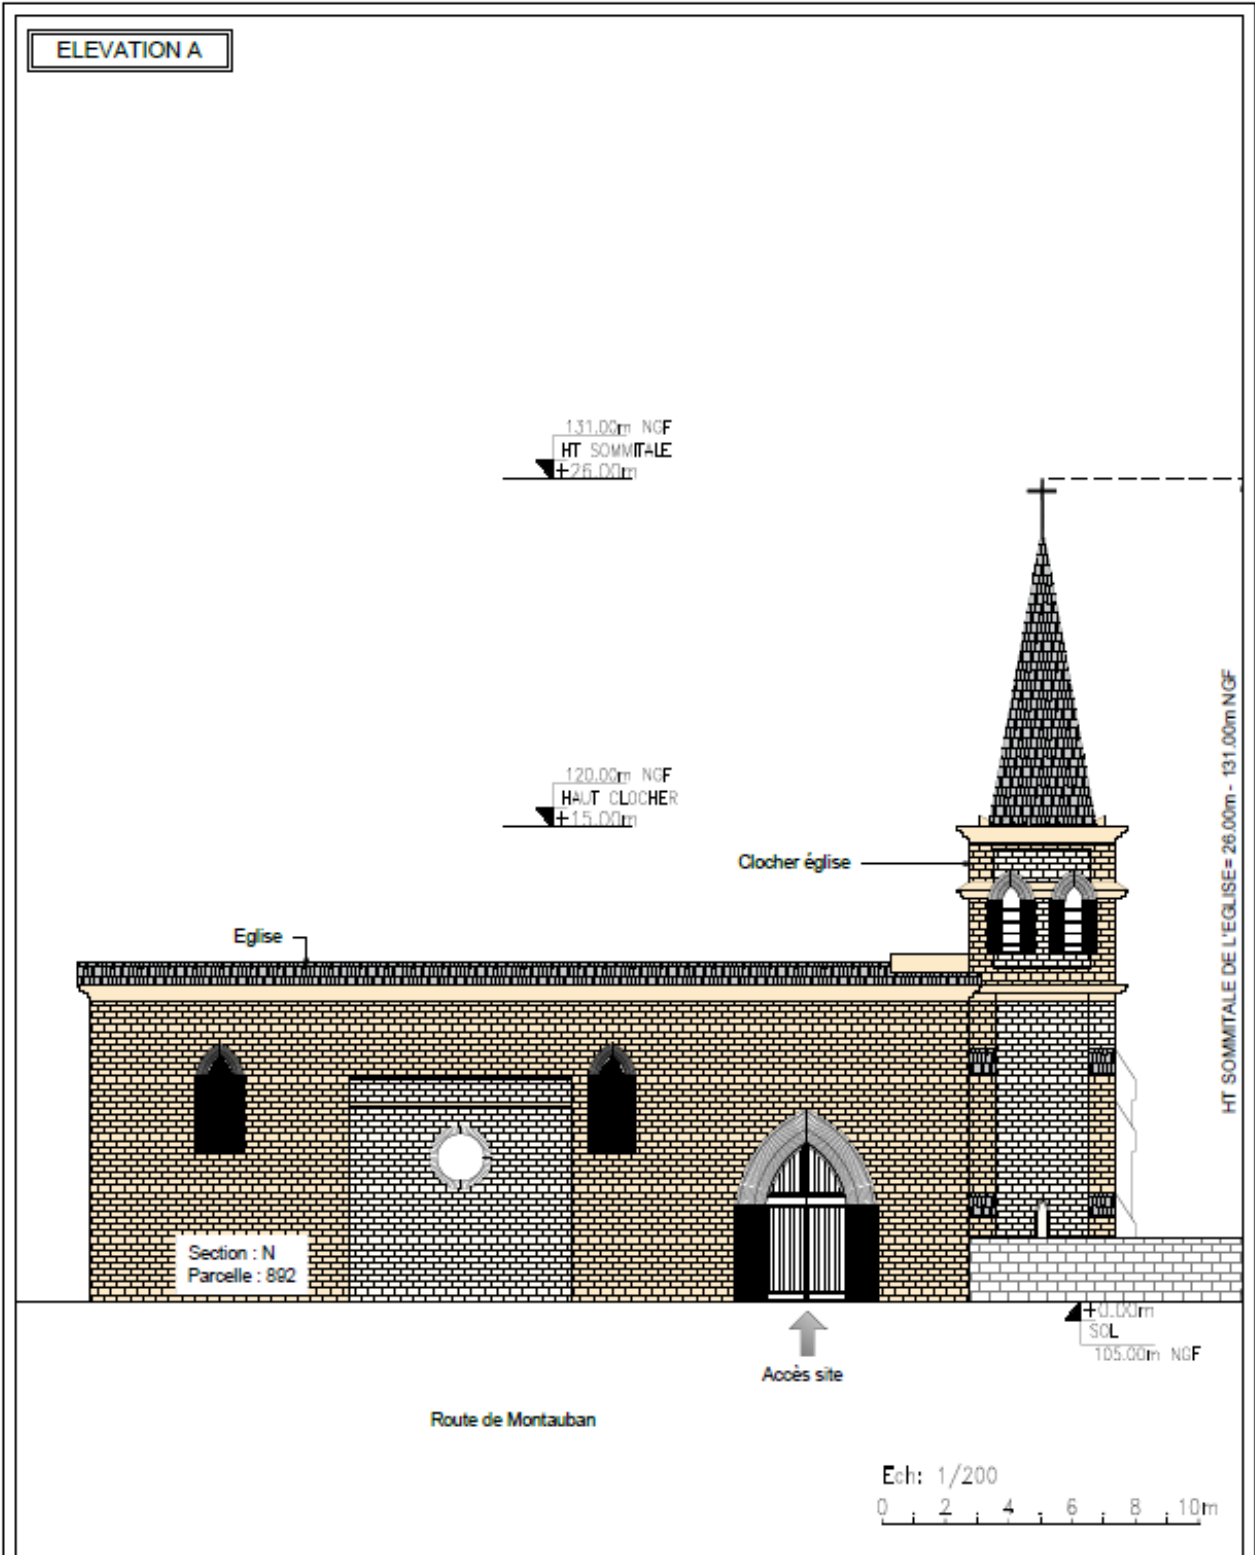 ELEVATION A
131.00m NGF
HT SOMMITALE
+26.00m
120.00m NGF
HAUT CLOCHER
+15.00m
Clocher église
Eglise
HT SOMMITALE DE L'EGLISE= 26.00m - 131.00m NGF
Section : N
Parcelle : 892
+0.00m
SOL
105.00m NGF
Accès site
Route de Montauban
Ech: 1/200
0 . 2 . 4 . 6 . 8 . 10m